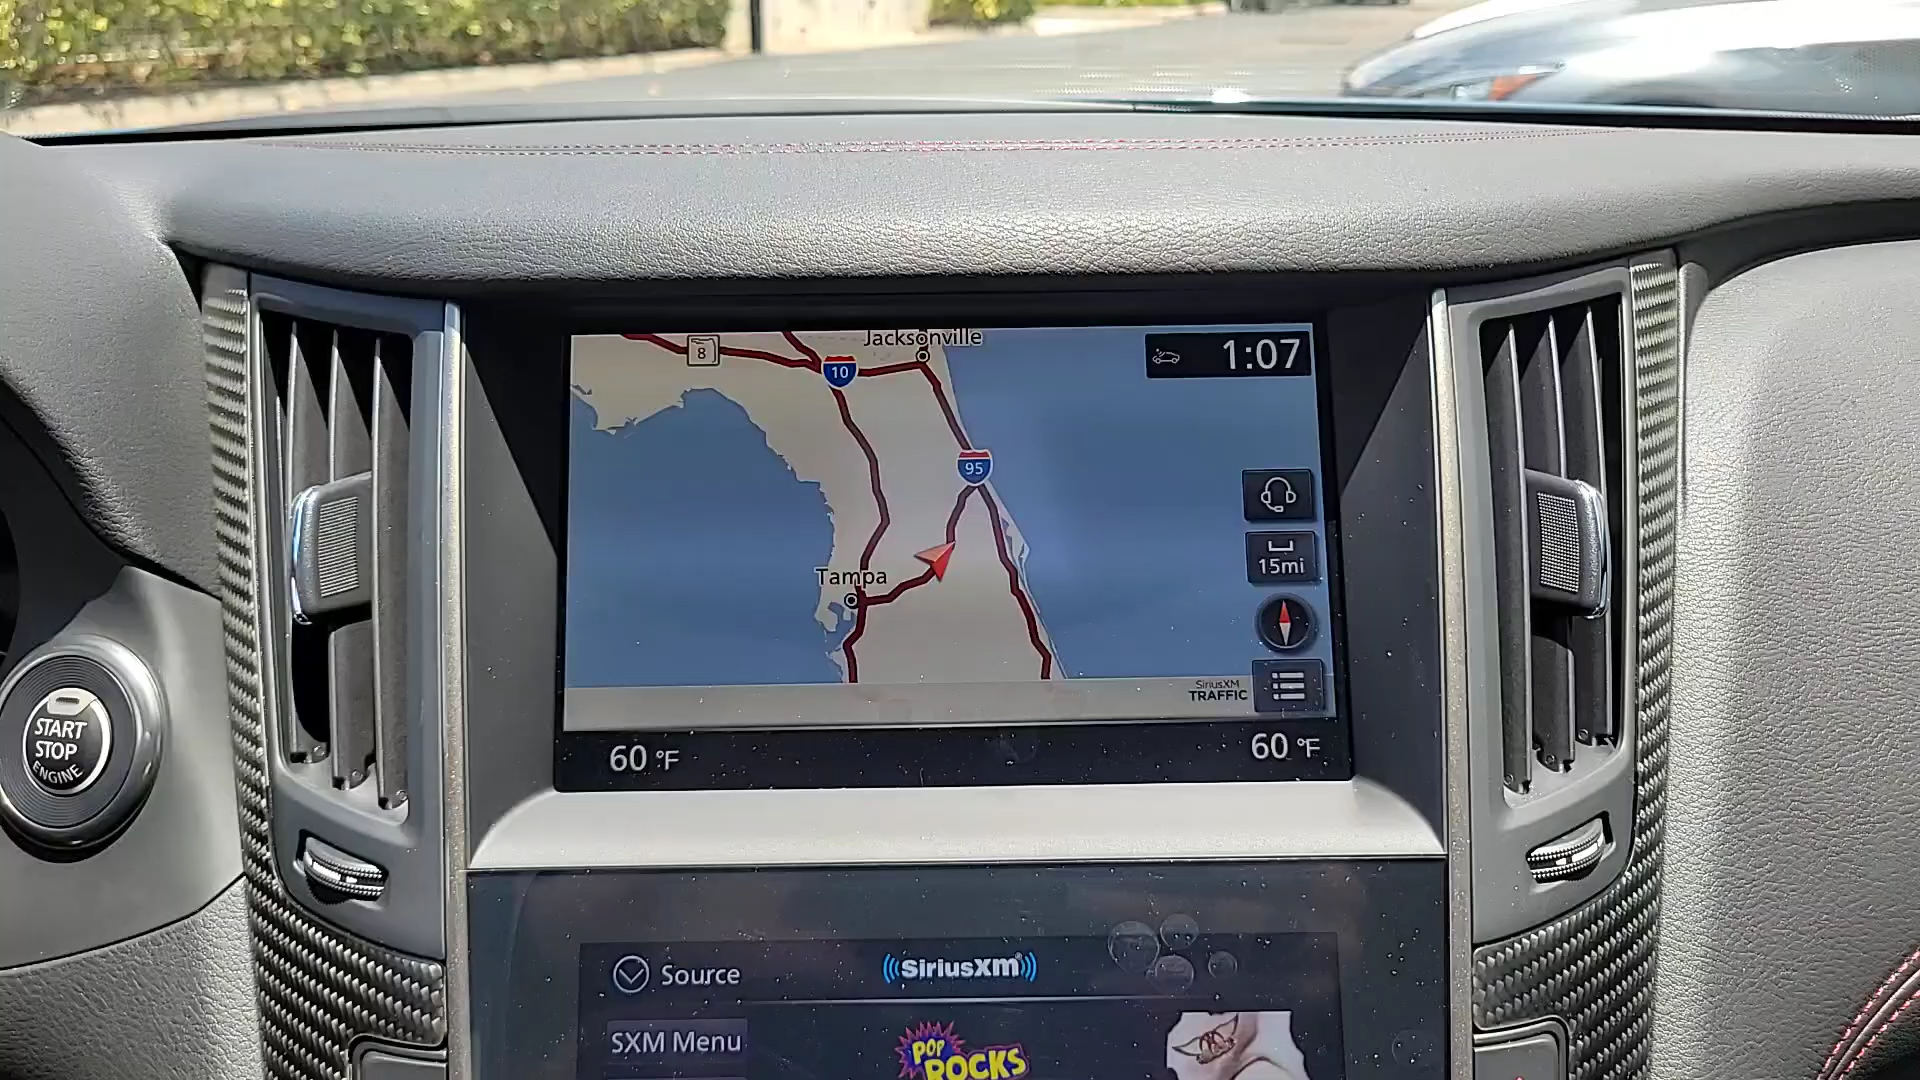 Jacksonville
1:07
8
10
95
15mi
Tampa
SiriusXM
TRAFFIC
60 °F
60 °F
START
STOP
ENGINE
Source
SiriusXM
SXM Menu
POP
ROCKS